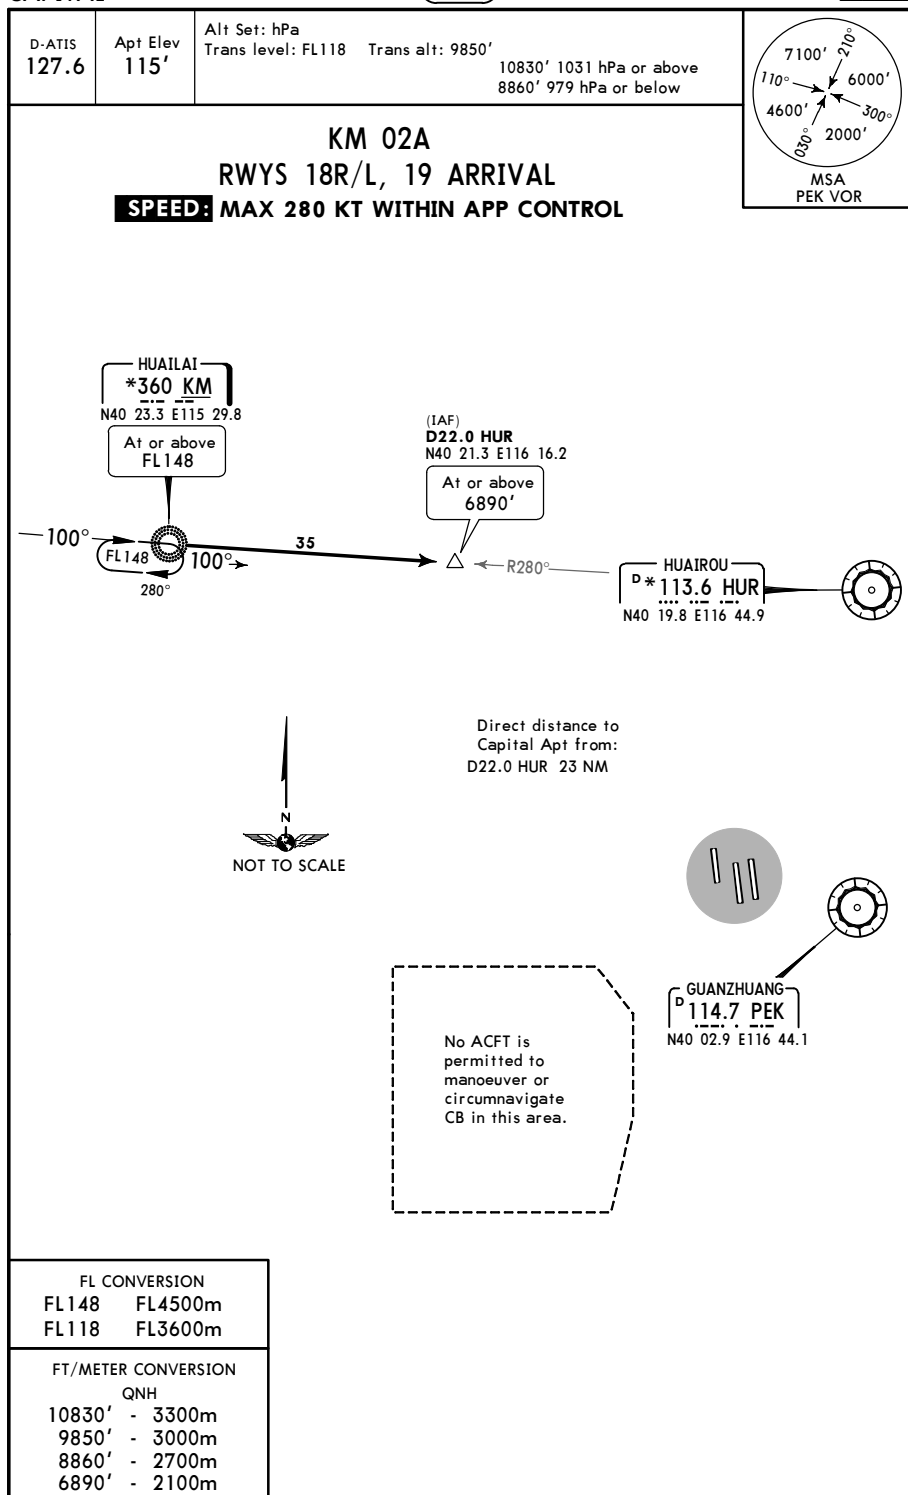 D-ATIS
127.6
Apt Elev
115'
Alt Set: hPa
Trans level: FL118 Trans alt: 9850'
10830' 1031 hPa or above
8860' 979 hPa or below
7100'
210°
110°
6000'
4600'
300°
030°
2000'
MSA
PEK VOR
KM 02A
RWYS 18R/L, 19 ARRIVAL
SPEED: MAX 280 KT WITHIN APP CONTROL
HUAILAI
*360 KM
N40 23.3 E115 29.8
At or above
FL148
(IAF)
D22.0 HUR
N40 21.3 E116 16.2
At or above
6890'
100°
FL148
100°
280°
35
R280°
HUAIROU
D * 113.6 HUR
N40 19.8 E116 44.9
Direct distance to
Capital Apt from:
D22.0 HUR 23 NM
N
NOT TO SCALE
GUANZHUANG
D 114.7 PEK
N40 02.9 E116 44.1
No ACFT is
permitted to
manoeuver or
circumnavigate
CB in this area.
FL CONVERSION
FL148 FL4500m
FL118 FL3600m
FT/METER CONVERSION
QNH
10830' - 3300m
9850' - 3000m
8860' - 2700m
6890' - 2100m